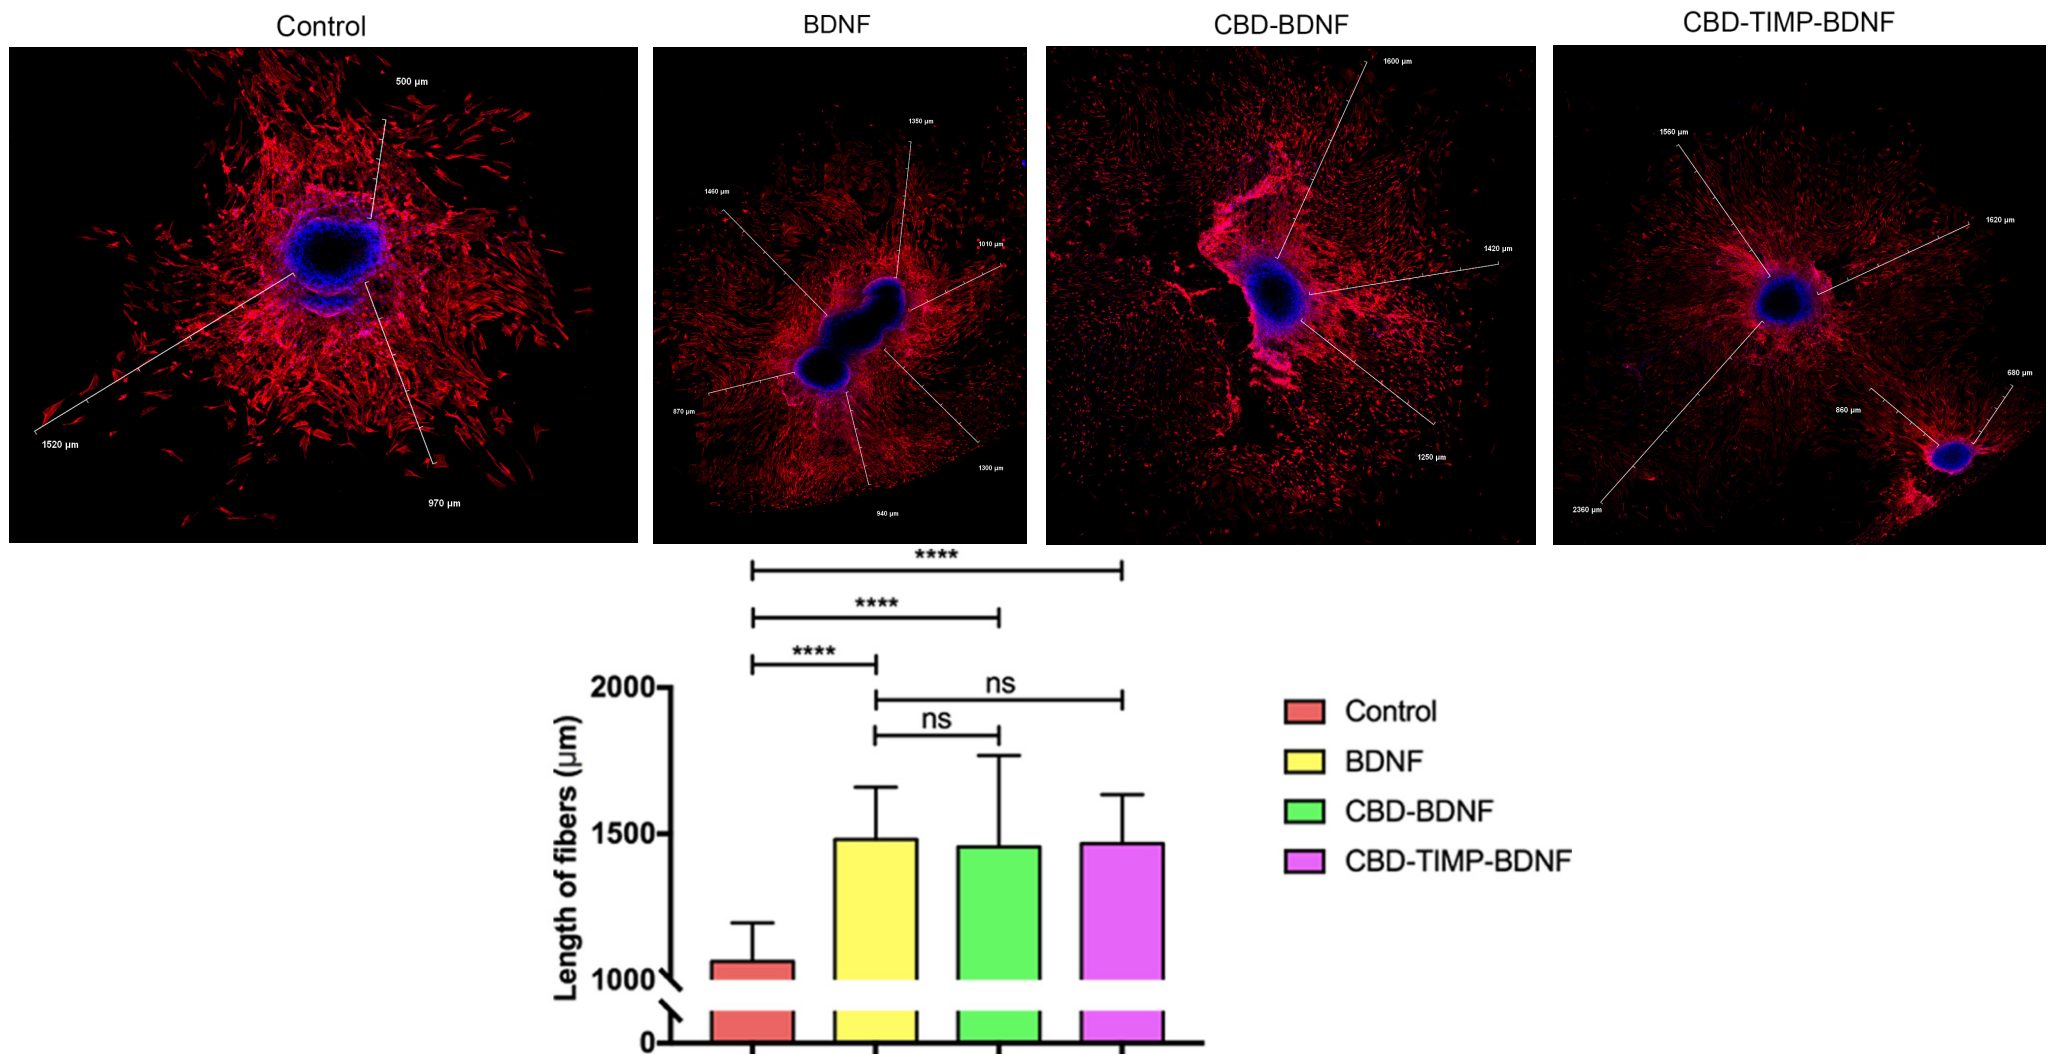 Control
BDNF
CBD-BDNF
CBD-TIMP-BDNF
500 µm
1520 µm
970 µm
1350 µm
1460 µm
1010 µm
870 µm
1300 µm
940 µm
1600 µm
1420 µm
1250 µm
1560 µm
1620 µm
680 µm
860 µm
2360 µm
****
****
****
ns
ns
2000
1500
1000
0
Length of fibers (µm)
Control
BDNF
CBD-BDNF
CBD-TIMP-BDNF